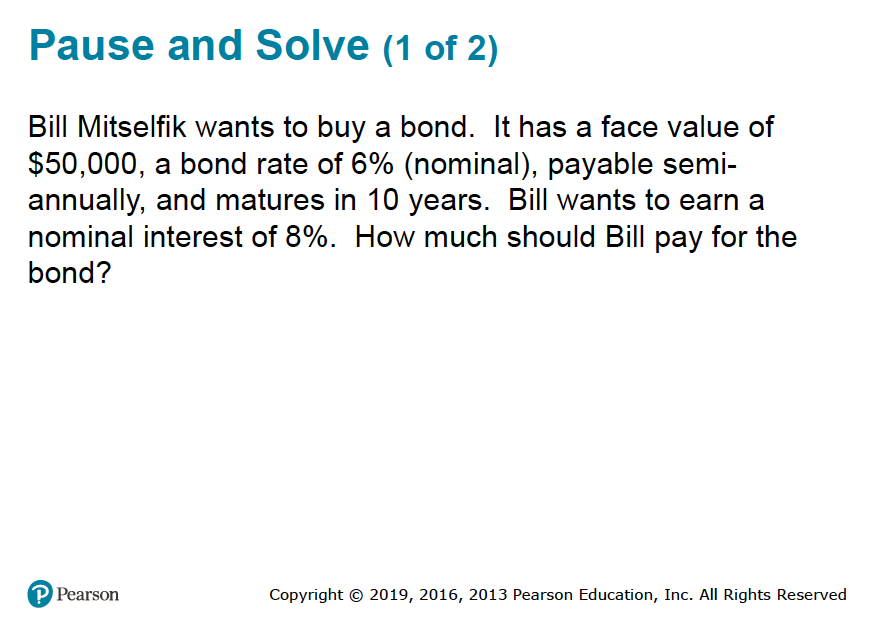 Pause and Solve (1 of 2)
Bill Mitselfik wants to buy a bond.  It has a face value of
$50,000, a bond rate of 6% (nominal), payable semi-
annually, and matures in 10 years.  Bill wants to earn a
nominal interest of 8%.  How much should Bill pay for the
bond?
Pearson
Copyright © 2019, 2016, 2013 Pearson Education, Inc. All Rights Reserved